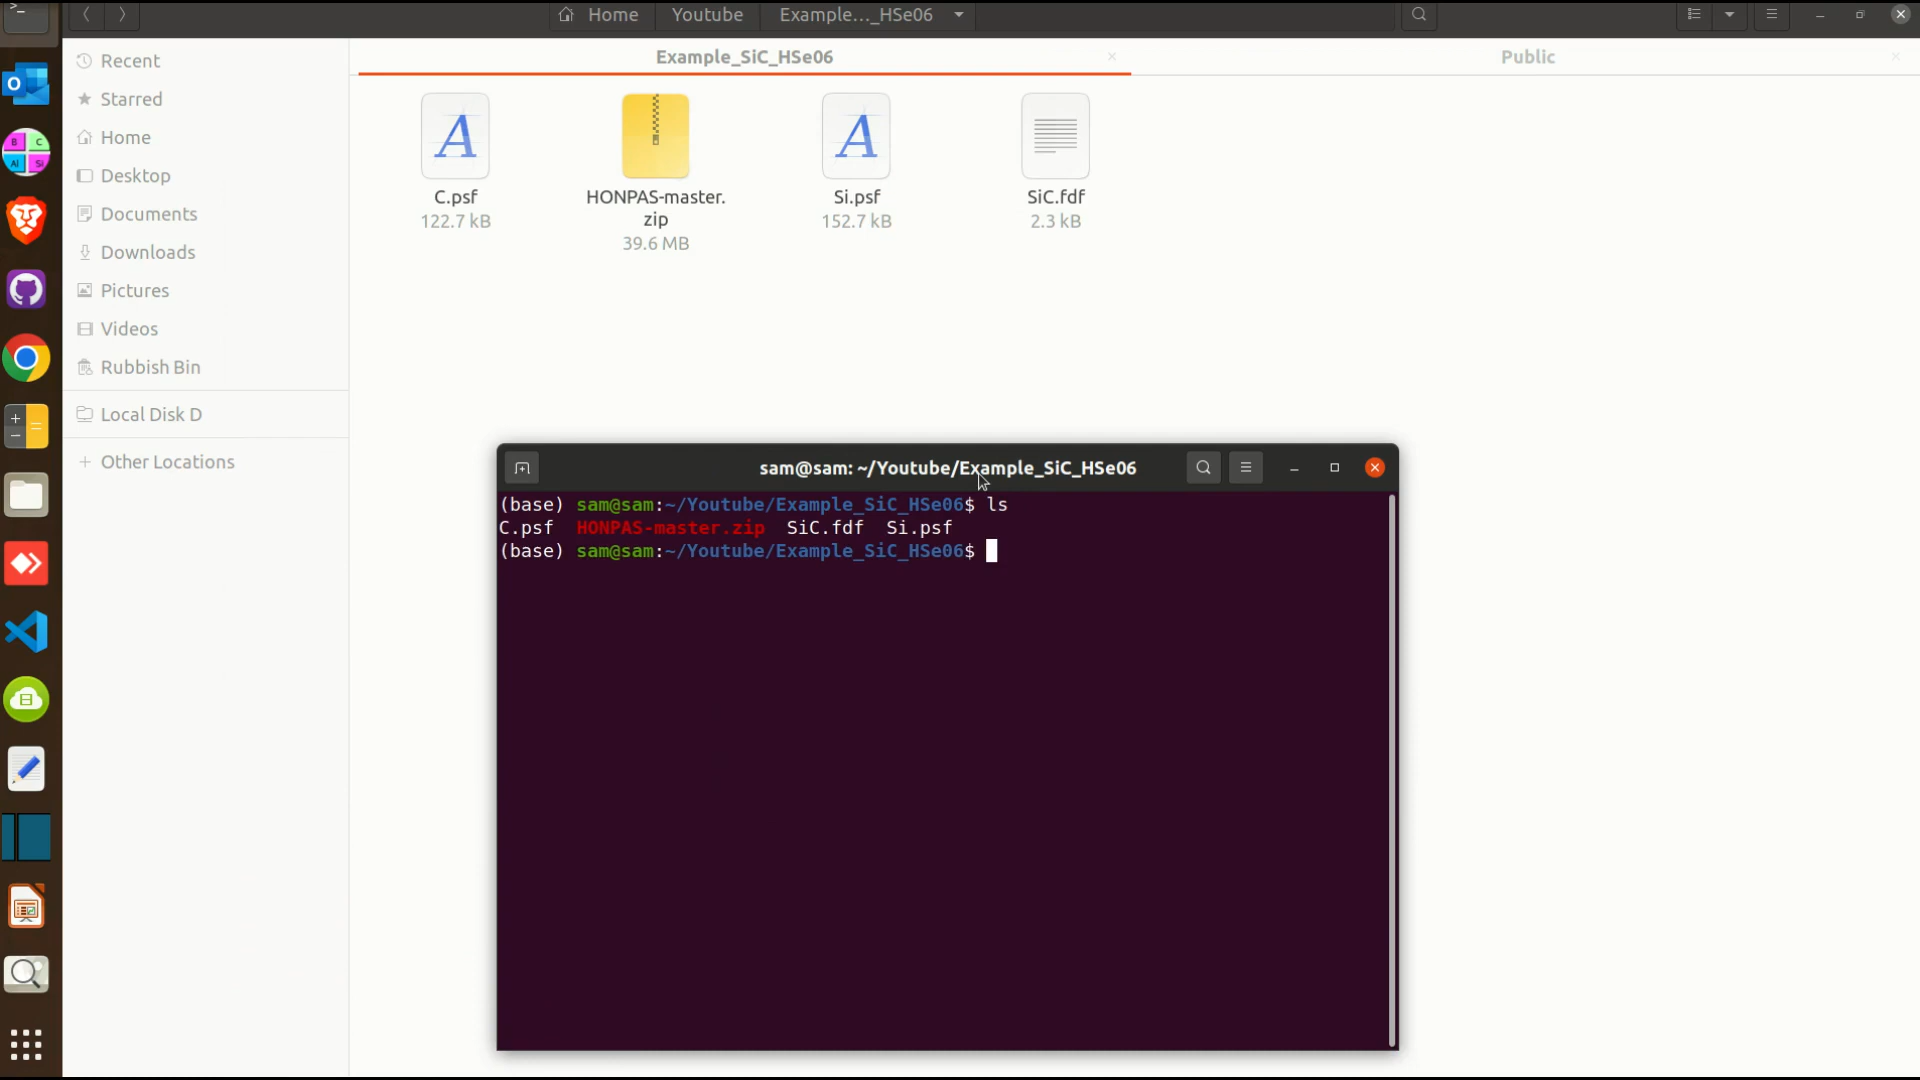 Home Youtube Example..._HSe06
Example_SiC_HSe06 Public
Recent
Starred
Home
Desktop
Documents
Downloads
Pictures
Videos
Rubbish Bin
Local Disk D
+ Other Locations
C.psf
122.7 kB
HONPAS-master.
zip
39.6 MB
Si.psf
152.7 kB
SiC.fdf
2.3 kB
sam@sam: ~/Youtube/Example_SiC_HSe06
(base) sam@sam:~/Youtube/Example_SiC_HSe06$ ls
C.psf HONPAS-master.zip SiC.fdf Si.psf
(base) sam@sam:~/Youtube/Example_SiC_HSe06$
B C
Al Si